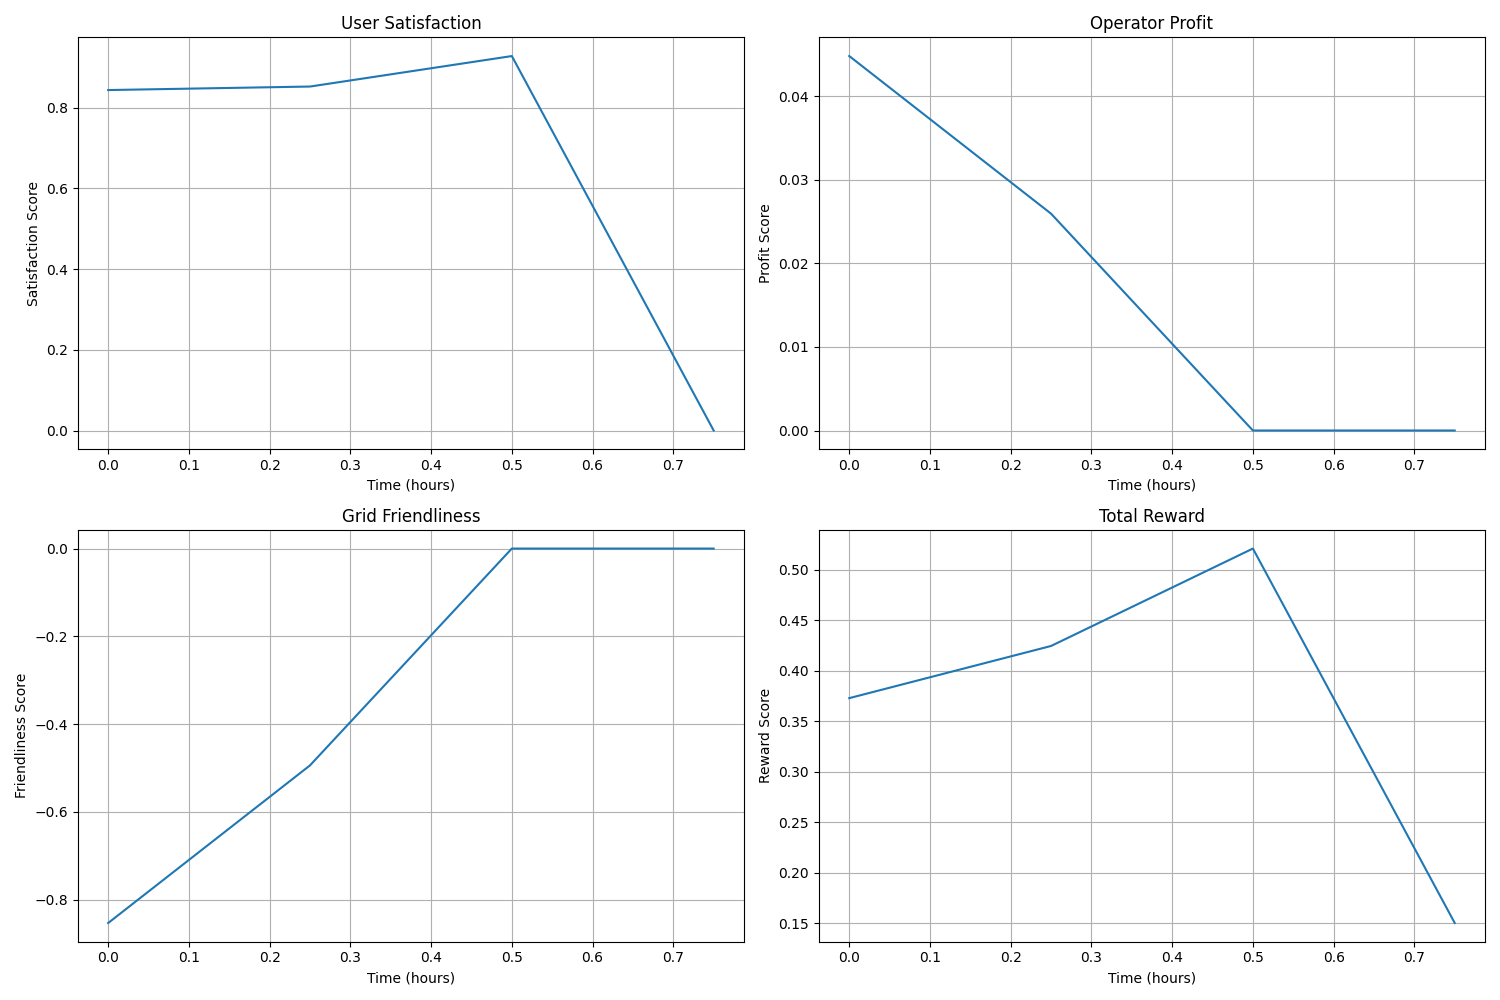 User Satisfaction
Satisfaction Score
0.8
0.6
0.4
0.2
0.0
0.0 0.1 0.2 0.3 0.4 0.5 0.6 0.7
Time (hours)
Operator Profit
Profit Score
0.04
0.03
0.02
0.01
0.00
0.0 0.1 0.2 0.3 0.4 0.5 0.6 0.7
Time (hours)
Grid Friendliness
Friendliness Score
0.0
−0.2
−0.4
−0.6
−0.8
0.0 0.1 0.2 0.3 0.4 0.5 0.6 0.7
Time (hours)
Total Reward
Reward Score
0.50
0.45
0.40
0.35
0.30
0.25
0.20
0.15
0.0 0.1 0.2 0.3 0.4 0.5 0.6 0.7
Time (hours)